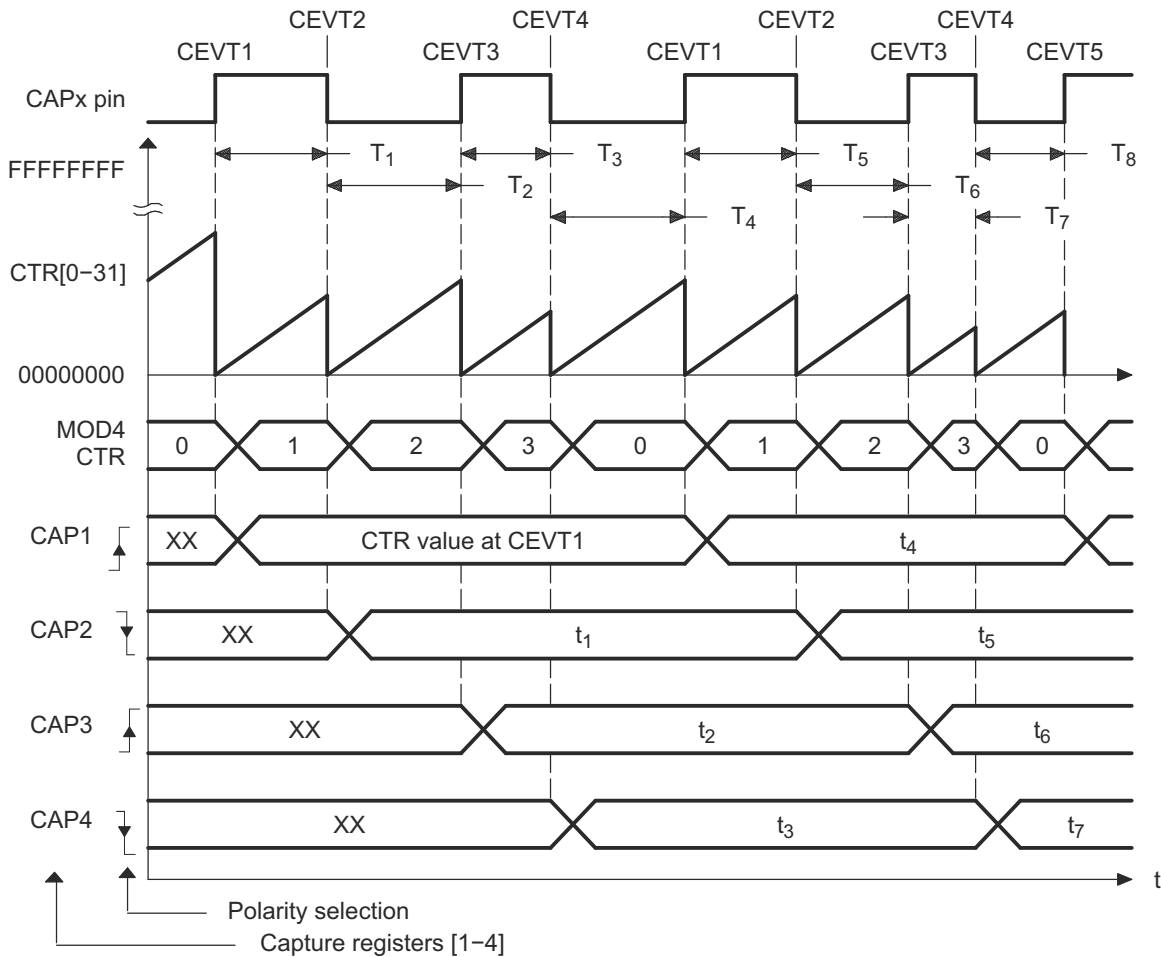 CEVT2 CEVT4 CEVT2 CEVT4
CEVT1 CEVT3 CEVT1 CEVT3 CEVT5
CAPx pin
T1 T3 T5 T8
FFFFFFFF
T2 T6
T4 T7
CTR[0−31]
00000000
MOD4
CTR
0 1 2 3 0 1 2 3 0
CAP1 XX CTR value at CEVT1 t4
CAP2 XX t1 t5
CAP3 XX t2 t6
CAP4 XX t3 t7
t
Polarity selection
Capture registers [1−4]